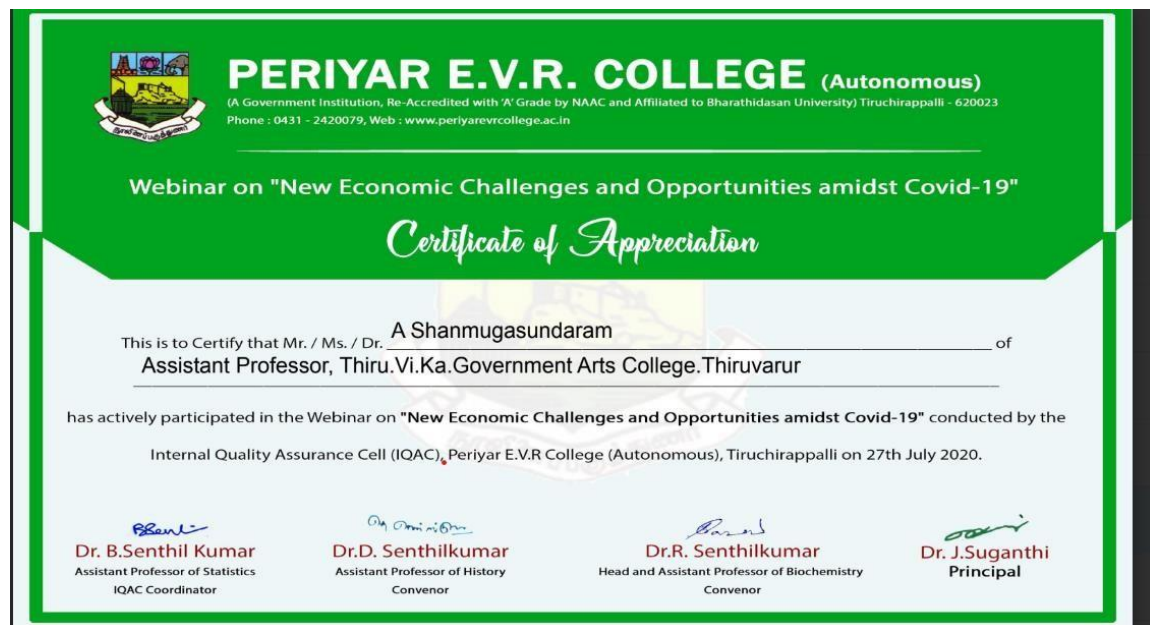 PERIYAR E.V.R. COLLEGE (Autonomous)
(A Government Institution, Re-Accredited with 'A' Grade by NAAC and Affiliated to Bharathidasan University) Tiruchirappalli - 620023
Phone : 0431 - 2420079, Web : www.periyarevrcollege.ac.in
Webinar on "New Economic Challenges and Opportunities amidst Covid-19"
Certificate of Appreciation
This is to Certify that Mr. / Ms. / Dr. A Shanmugasundaram of
Assistant Professor, Thiru.Vi.Ka.Government Arts College.Thiruvarur
has actively participated in the Webinar on "New Economic Challenges and Opportunities amidst Covid-19" conducted by the
Internal Quality Assurance Cell (IQAC), Periyar E.V.R College (Autonomous), Tiruchirappalli on 27th July 2020.
Dr. B.Senthil Kumar Dr.D. Senthilkumar Dr.R. Senthilkumar Dr. J.Suganthi
Assistant Professor of Statistics Assistant Professor of History Head and Assistant Professor of Biochemistry Principal
IQAC Coordinator Convenor Convenor